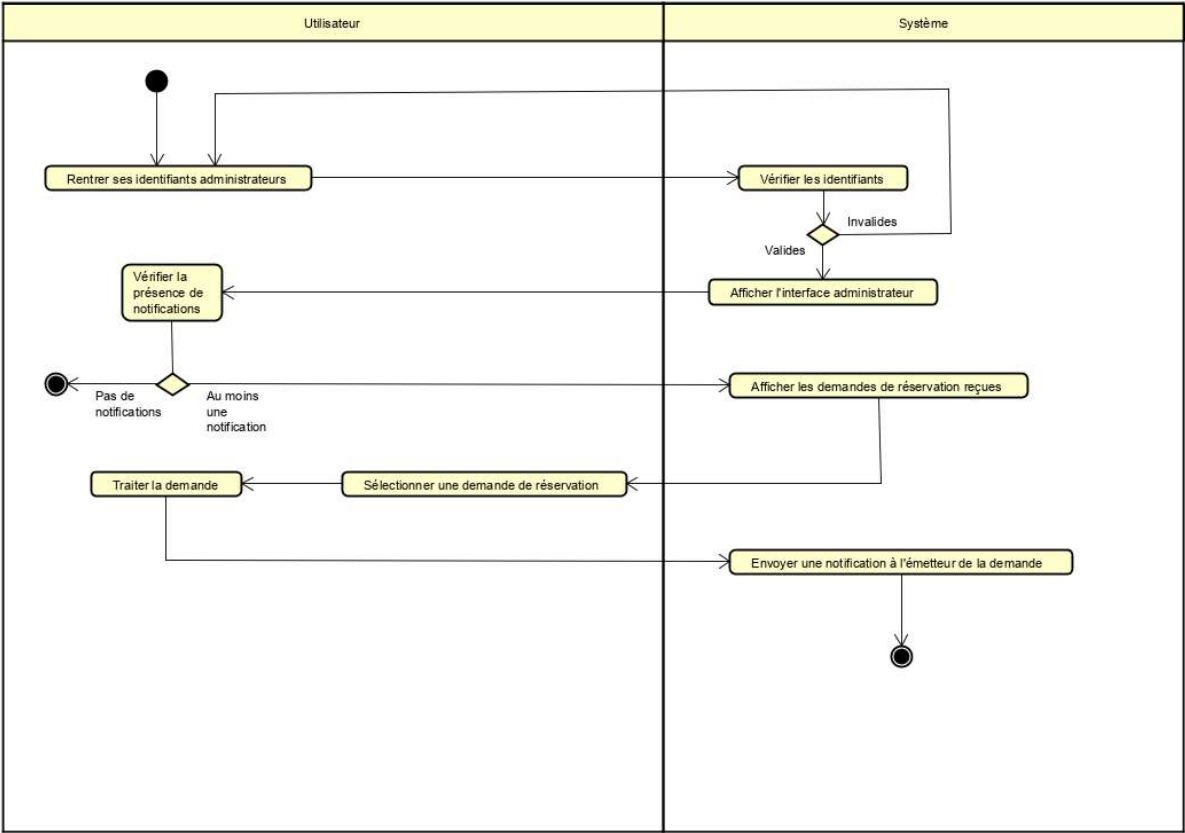 Utilisateur
Système
Rentrer ses identifiants administrateurs
Vérifier les identifiants
Invalides
Valides
Vérifier la
présence de
notifications
Afficher l'interface administrateur
Pas de
notifications
Au moins
une
notification
Afficher les demandes de réservation reçues
Traiter la demande
Sélectionner une demande de réservation
Envoyer une notification à l'émetteur de la demande